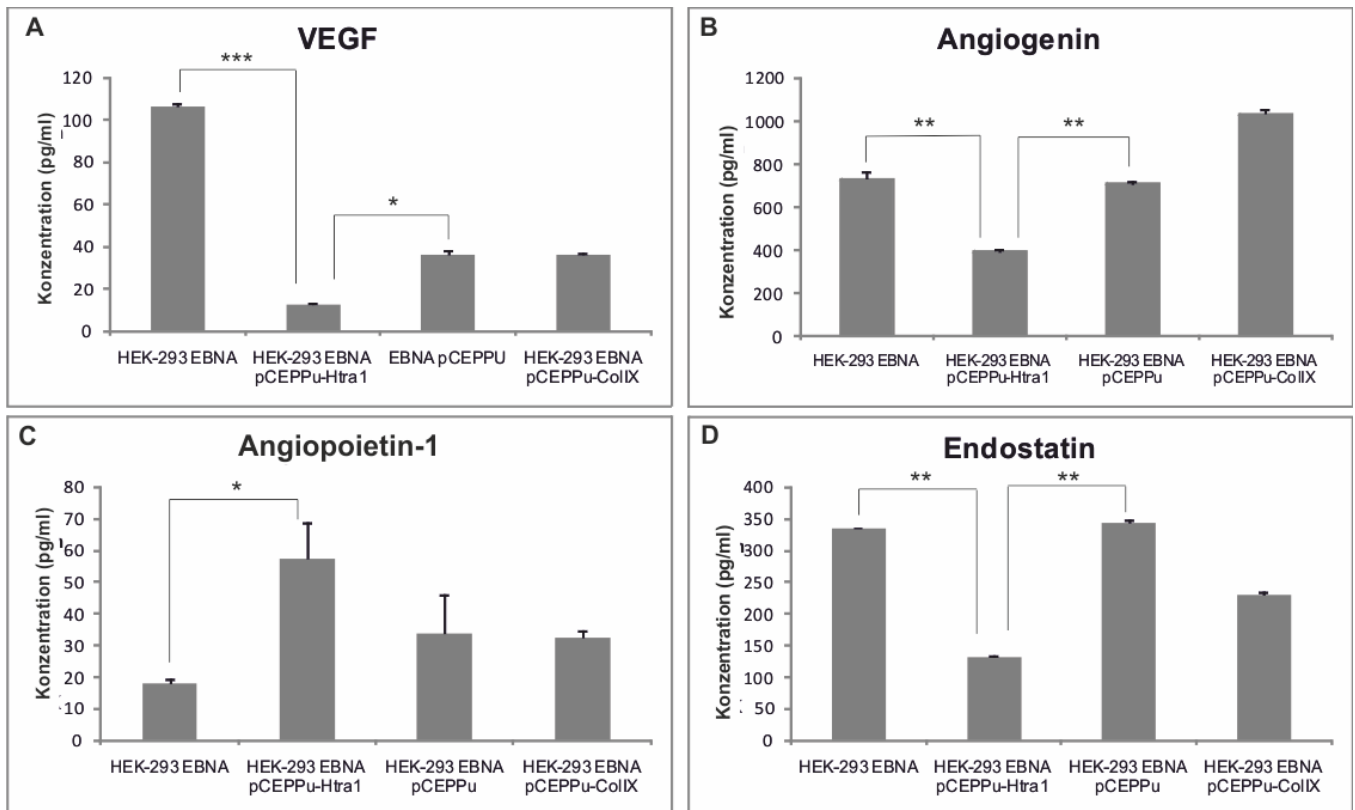 A
VEGF
Konzentration (pg/ml)
120
100
80
60
40
20
0
***
*
HEK-293 EBNA
HEK-293 EBNA
pCEPPu-Htra1
EBNA pCEPPU
HEK-293 EBNA
pCEPPu-ColIX
B
Angiogenin
Konzentration (pg/ml)
1200
1000
800
600
400
200
0
**
**
HEK-293 EBNA
HEK-293 EBNA
pCEPPu-Htra1
HEK-293 EBNA
pCEPPu
HEK-293 EBNA
pCEPPu-ColIX
C
Angiopoietin-1
Konzentration (pg/ml)
80
70
60
50
40
30
20
10
0
*
HEK-293 EBNA
HEK-293 EBNA
pCEPPu-Htra1
HEK-293 EBNA
pCEPPu
HEK-293 EBNA
pCEPPu-ColIX
D
Endostatin
Konzentration (pg/ml)
400
350
300
250
200
150
100
50
0
**
**
HEK-293 EBNA
HEK-293 EBNA
pCEPPu-Htra1
HEK-293 EBNA
pCEPPu
HEK-293 EBNA
pCEPPu-ColIX